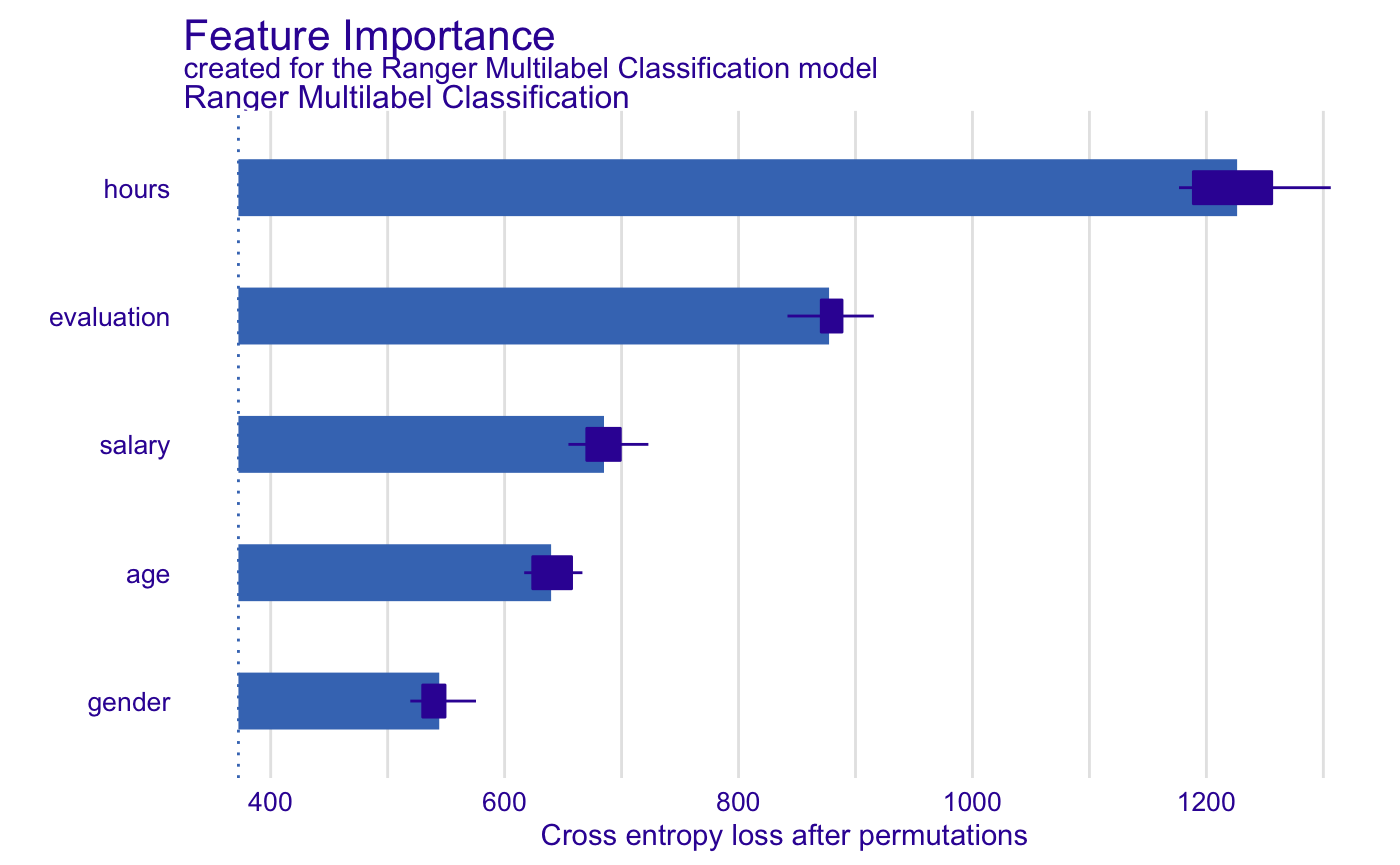 Feature Importance
created for the Ranger Multilabel Classification model
Ranger Multilabel Classification
hours
evaluation
salary
age
gender
400 600 800 1000 1200
Cross entropy loss after permutations